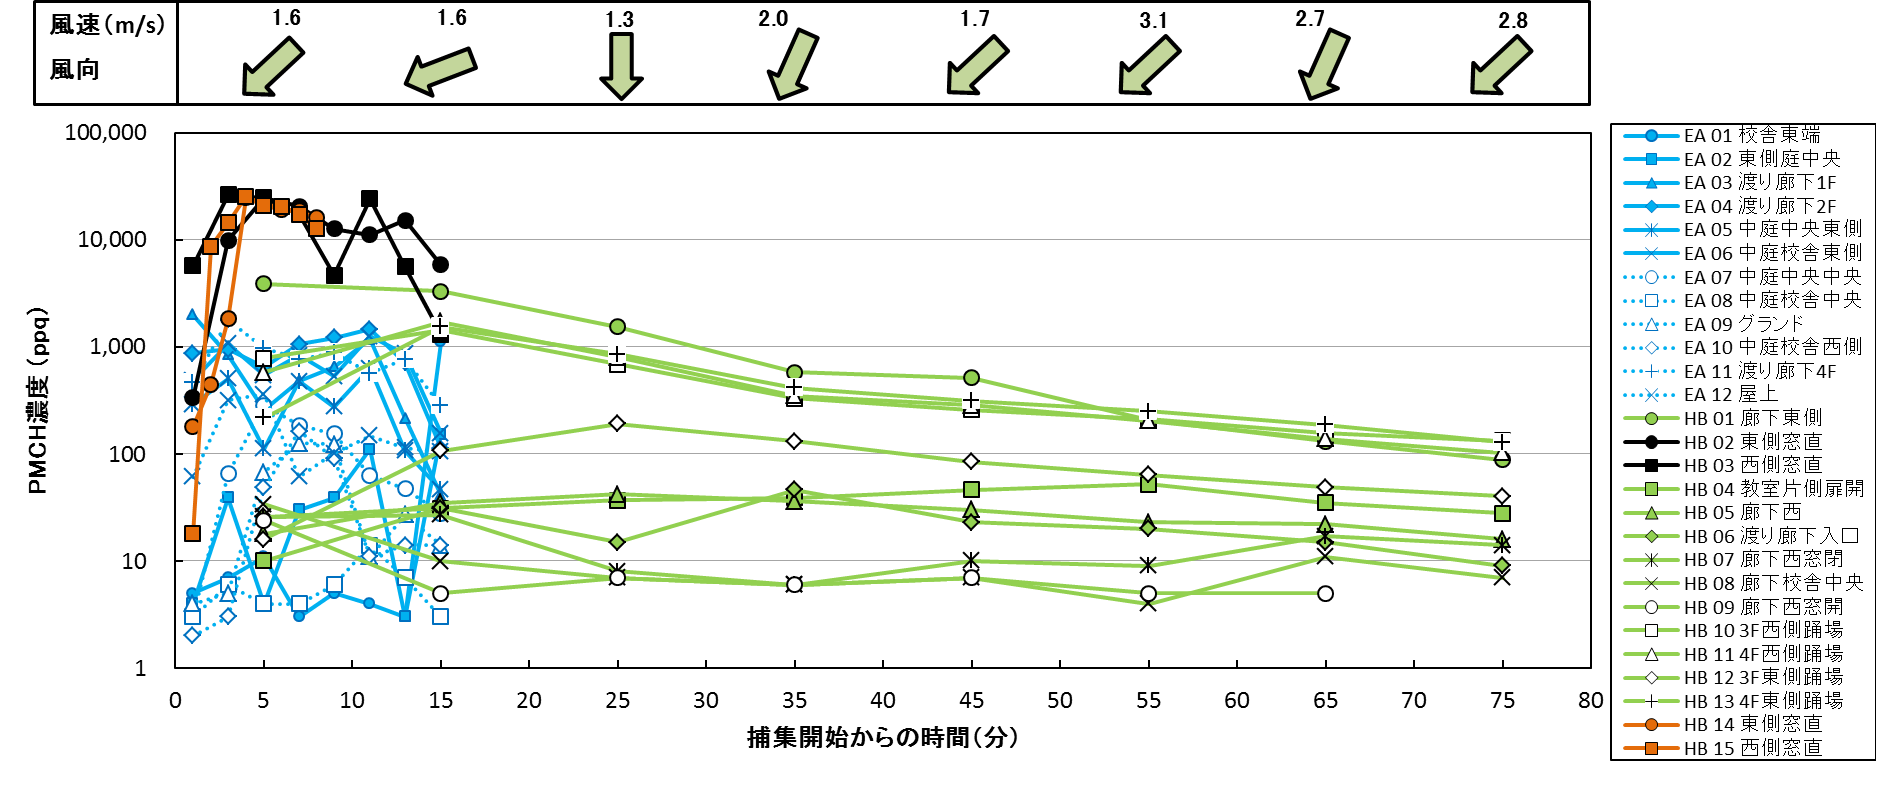 風速（m/s） 1.6 1.6 1.3 2.0 1.7 3.1 2.7 2.8
風向
PMCH濃度（ppq）
100,000
10,000
1,000
100
10
1
0 5 10 15 20 25 30 35 40 45 50 55 60 65 70 75 80
捕集開始からの時間（分）
EA 01 校舎東端
EA 02 東側庭中央
EA 03 渡り廊下1F
EA 04 渡り廊下2F
EA 05 中庭中央東側
EA 06 中庭校舎東側
EA 07 中庭中央中央
EA 08 中庭校舎中央
EA 09 グランド
EA 10 中庭校舎西側
EA 11 渡り廊下4F
EA 12 屋上
HB 01 廊下東側
HB 02 東側窓直
HB 03 西側窓直
HB 04 教室片側扉開
HB 05 廊下西
HB 06 渡り廊下入口
HB 07 廊下西窓閉
HB 08 廊下校舎中央
HB 09 廊下西窓開
HB 10 3F西側踊場
HB 11 4F西側踊場
HB 12 3F東側踊場
HB 13 4F東側踊場
HB 14 東側窓直
HB 15 西側窓直